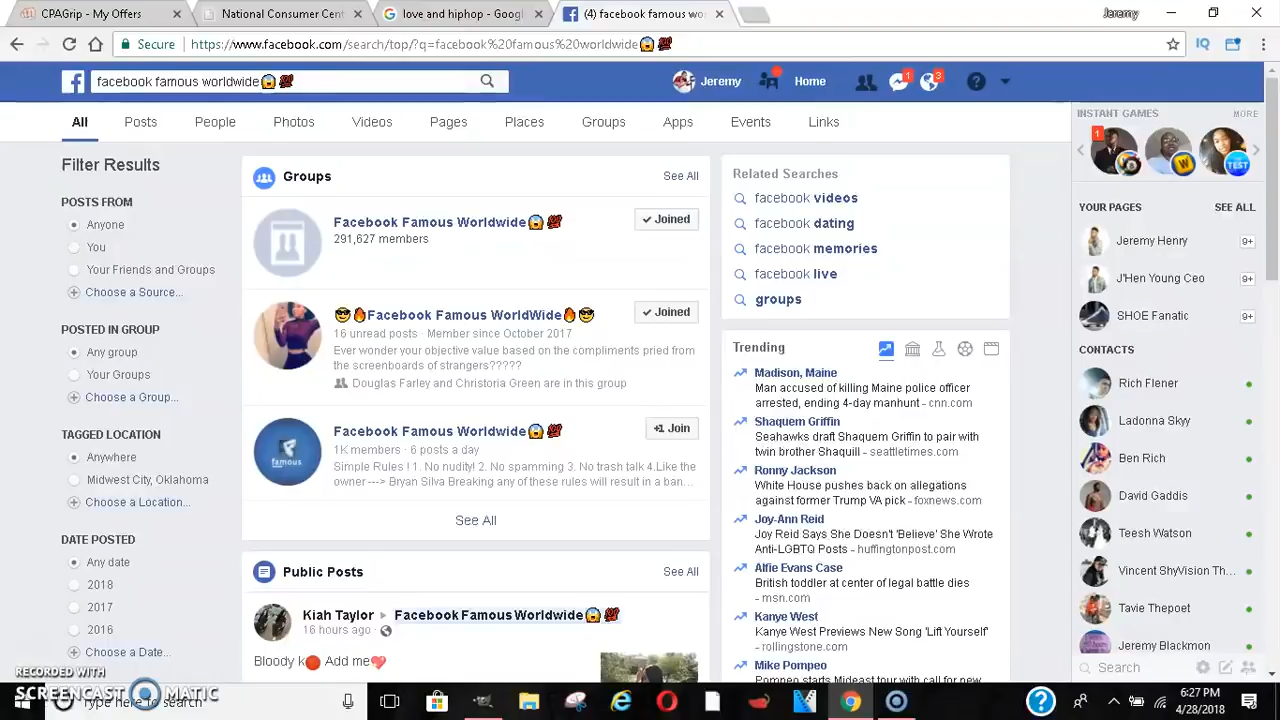 CPAGrip - My Offers
National Consumer Cent
love and hiphop - Googl
(4) facebook famous wo
Jeremy
Secure
https://www.facebook.com/search/top/?q=facebook%20famous%20worldwide😱💯
facebook famous worldwide😱💯
Jeremy
Home
1
3
All
Posts
People
Photos
Videos
Pages
Places
Groups
Apps
Events
Links
Filter Results
POSTS FROM
Anyone
You
Your Friends and Groups
Choose a Source...
POSTED IN GROUP
Any group
Your Groups
Choose a Group...
TAGGED LOCATION
Anywhere
Midwest City, Oklahoma
Choose a Location...
DATE POSTED
Any date
2018
2017
2016
Choose a Date...
Groups
See All
Facebook Famous Worldwide😱💯
291,627 members
Joined
😎🔥Facebook Famous WorldWide🔥😎
16 unread posts · Member since October 2017
Ever wonder your objective value based on the compliments pried from
the screenboards of strangers?????
Douglas Farley and Christoria Green are in this group
Joined
famous
Facebook Famous Worldwide😱💯
1K members · 6 posts a day
Simple Rules ! 1. No nudity! 2. No spamming 3. No trash talk 4.Like the
owner ---> Bryan Silva Breaking any of these rules will result in a ban...
+1 Join
See All
Public Posts
See All
Kiah Taylor ▸ Facebook Famous Worldwide😱💯
16 hours ago ·
Bloody k🔴 Add me❤
Related Searches
facebook videos
facebook dating
facebook memories
facebook live
groups
Trending
Madison, Maine
Man accused of killing Maine police officer
arrested, ending 4-day manhunt - cnn.com
Shaquem Griffin
Seahawks draft Shaquem Griffin to pair with
twin brother Shaquill - seattletimes.com
Ronny Jackson
White House pushes back on allegations
against former Trump VA pick - foxnews.com
Joy-Ann Reid
Joy Reid Says She Doesn't 'Believe' She Wrote
Anti-LGBTQ Posts - huffingtonpost.com
Alfie Evans Case
British toddler at center of legal battle dies
- msn.com
Kanye West
Kanye West Previews New Song 'Lift Yourself'
- rollingstone.com
Mike Pompeo
Pompeo starts Mideast tour with call for new
INSTANT GAMES
MORE
1
W
TEST
YOUR PAGES
SEE ALL
Jeremy Henry
9+
J'Hen Young Ceo
9+
SHOE Fanatic
9+
CONTACTS
Rich Flener
Ladonna Skyy
Ben Rich
David Gaddis
Teesh Watson
Vincent ShyVision Th...
Tavie Thepoet
Jeremy Blackmon
Search
RECORDED WITH
SCREENCAST MATIC
Type here to search
6:27 PM
4/28/2018